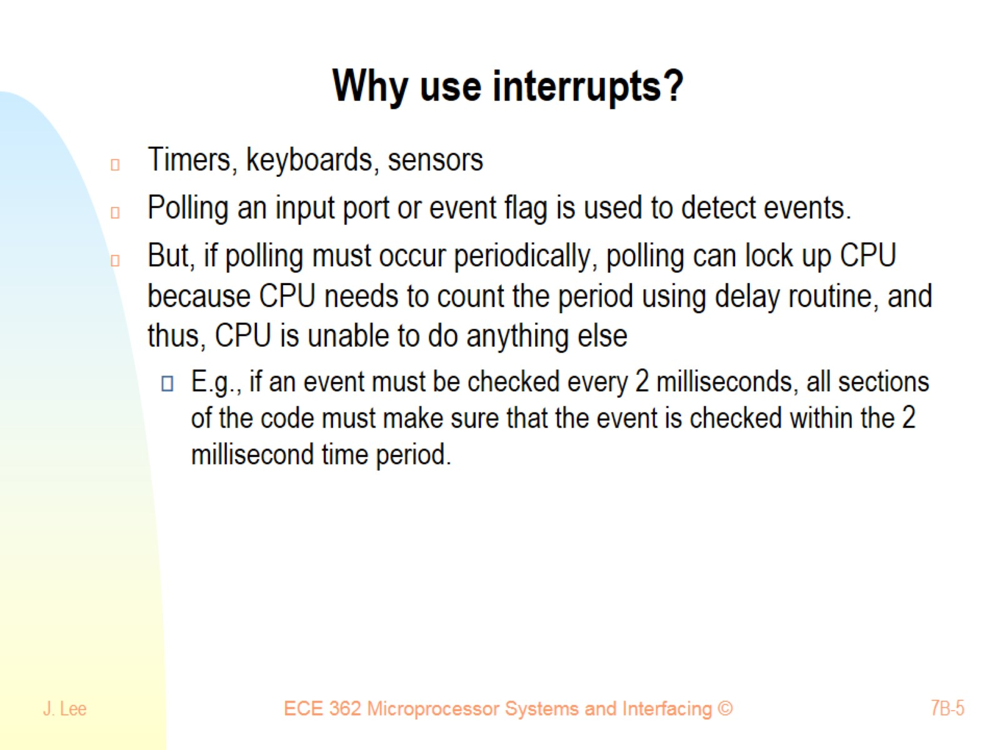 Why use interrupts?
Timers, keyboards, sensors
Polling an input port or event flag is used to detect events.
But, if polling must occur periodically, polling can lock up CPU
because CPU needs to count the period using delay routine, and
thus, CPU is unable to do anything else
E.g., if an event must be checked every 2 milliseconds, all sections
of the code must make sure that the event is checked within the 2
millisecond time period.
J. Lee
ECE 362 Microprocessor Systems and Interfacing ©
7B-5